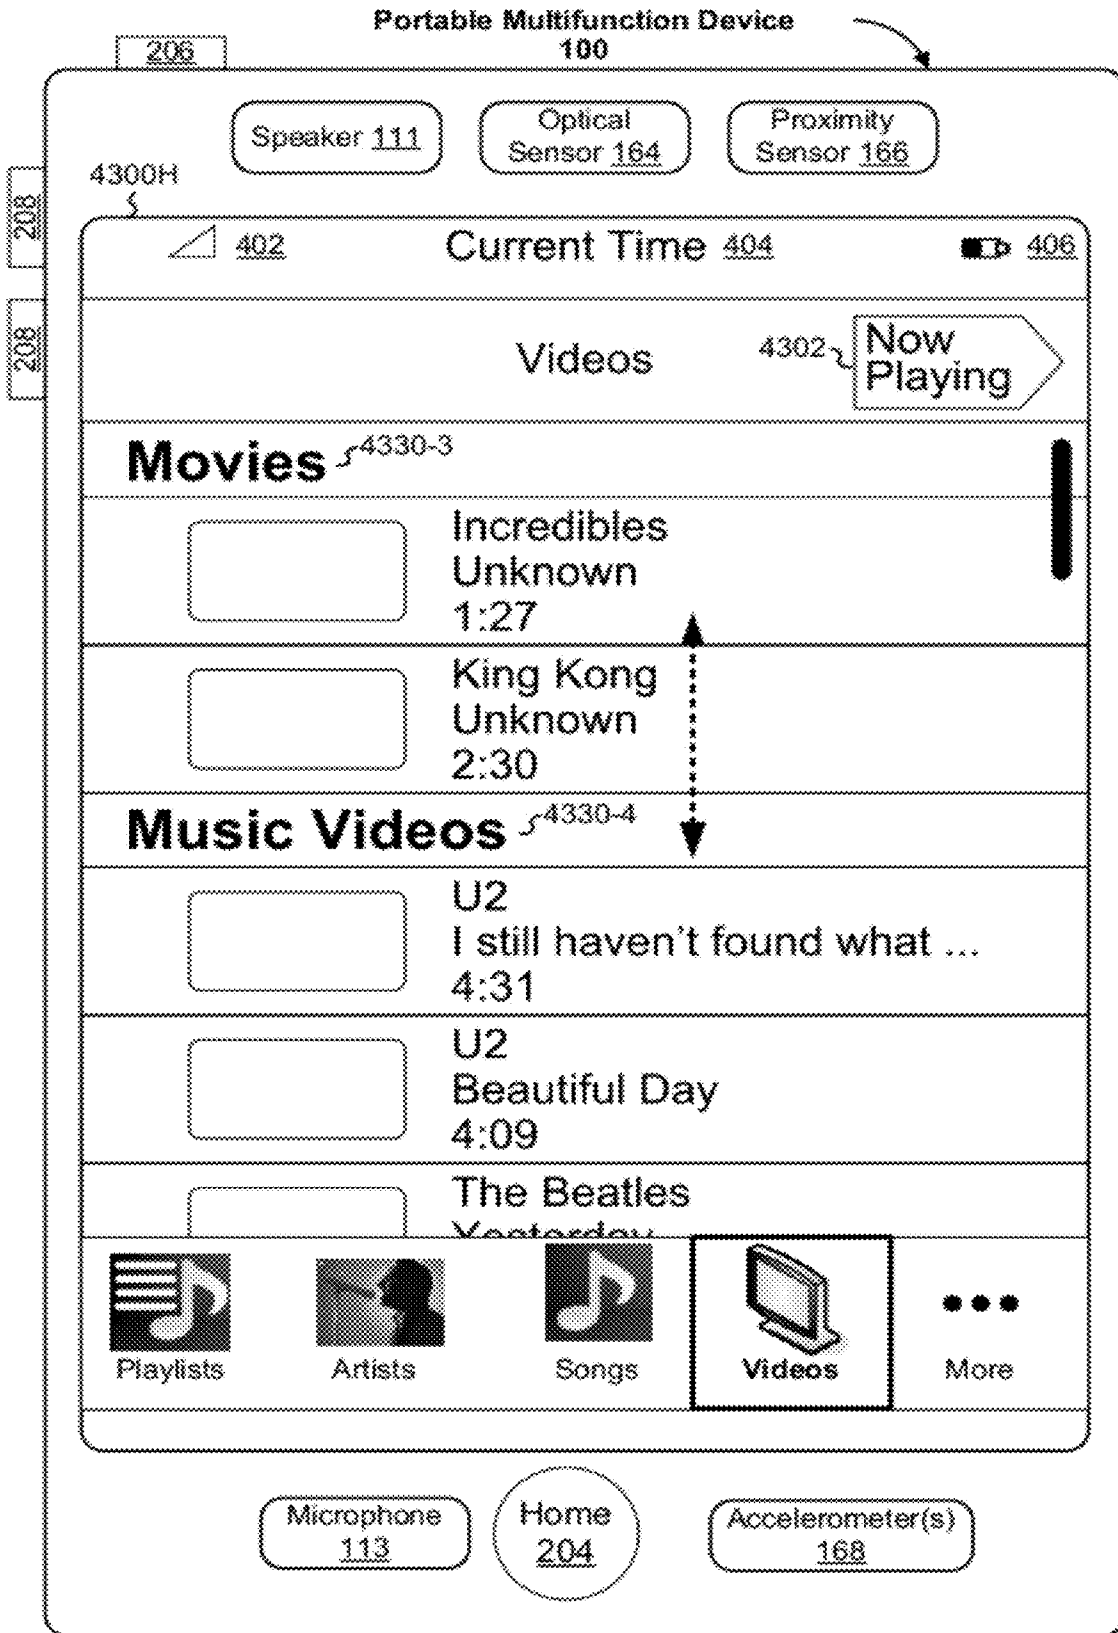 Portable Multifunction Device
100
206
Speaker 111
Optical
Sensor 164
Proximity
Sensor 166
4300H
208
208
402
Current Time 404
406
Videos
4302
Now
Playing
Movies
4330-3
Incredibles
Unknown
1:27
King Kong
Unknown
2:30
Music Videos
4330-4
U2
I still haven't found what ...
4:31
U2
Beautiful Day
4:09
The Beatles
Yesterday
Playlists
Artists
Songs
Videos
More
Microphone
113
Home
204
Accelerometer(s)
168